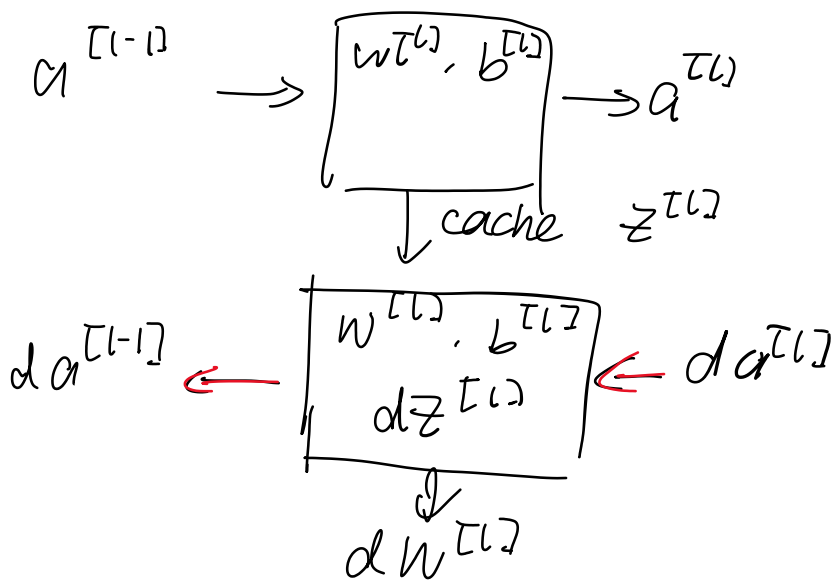 a^[l-1] → w^[l], b^[l] → a^[l]
↓ cache z^[l]
da^[l-1] ← w^[l], b^[l] ← da^[l]
dz^[l]
↓
dW^[l]